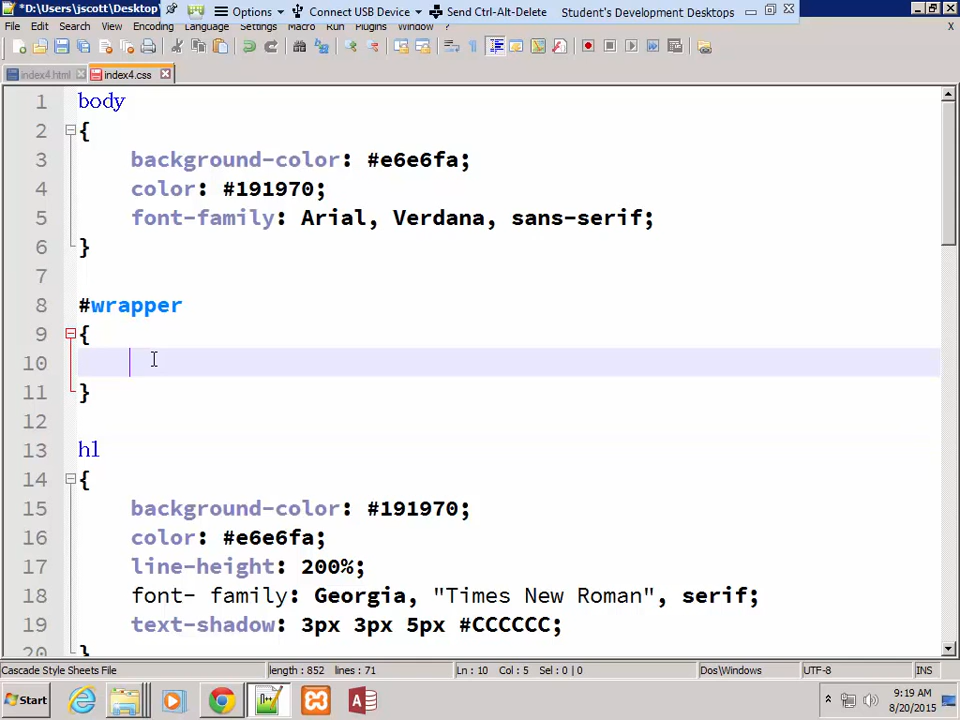 *D:\Users\jscott\Desktop' Options Connect USB Device Send Ctrl-Alt-Delete Student's Development Desktops
File Edit Search View Encoding Language Settings Macro Run Plugins Window ? X
index4.html index4.css
1 body
2 {
3 background-color: #e6e6fa;
4 color: #191970;
5 font-family: Arial, Verdana, sans-serif;
6 }
7
8 #wrapper
9 {
10
11 }
12
13 h1
14 {
15 background-color: #191970;
16 color: #e6e6fa;
17 line-height: 200%;
18 font- family: Georgia, "Times New Roman", serif;
19 text-shadow: 3px 3px 5px #CCCCCC;
20 }
Cascade Style Sheets File length : 852 lines : 71 Ln : 10 Col : 5 Sel : 0 | 0 Dos\Windows UTF-8 INS
Start 9:19 AM
8/20/2015